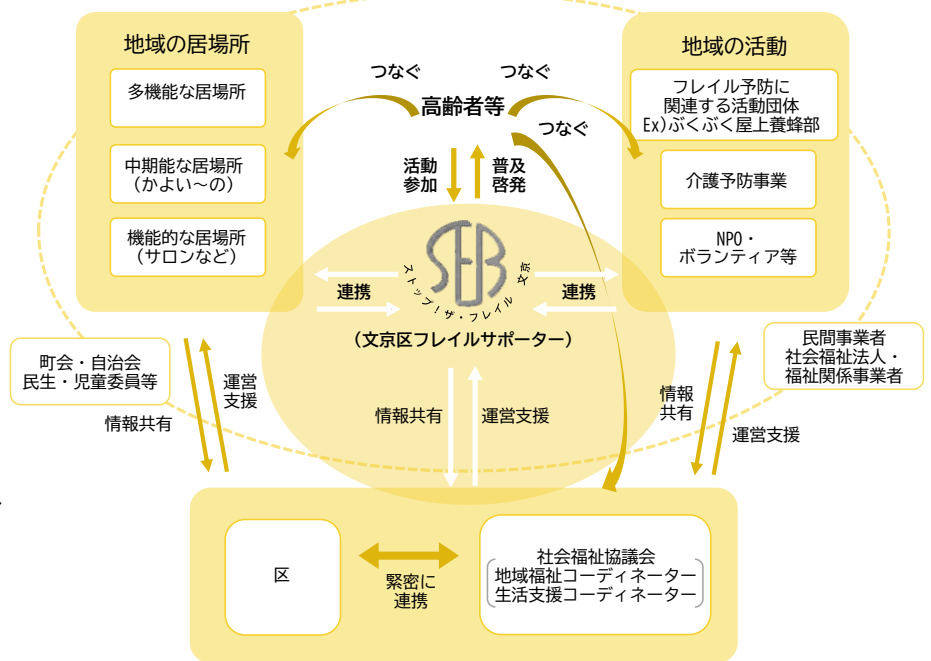 地域の居場所
多機能な居場所
中期能な居場所
（かよい～の）
機能的な居場所
（サロンなど）
つなぐ
つなぐ
高齢者等
つなぐ
活動
参加
普及
啓発
地域の活動
フレイル予防に
関連する活動団体
Ex)ぶくぶく屋上養蜂部
介護予防事業
NPO・
ボランティア等
SFB
ストップ！ザ・フレイル 文京
連携
連携
（文京区フレイルサポーター）
町会・自治会
民生・児童委員等
運営
支援
情報共有
情報共有
運営支援
民間事業者
社会福祉法人・
福祉関係事業者
情報
共有
運営支援
区
緊密に
連携
社会福祉協議会
地域福祉コーディネーター
生活支援コーディネーター